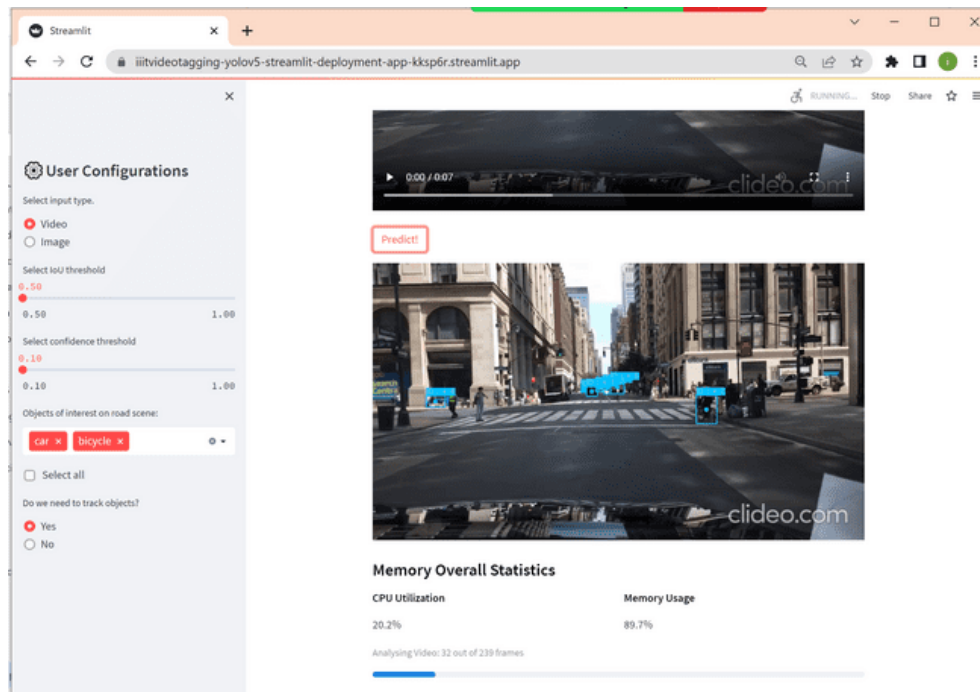 Streamlit
iiitvideotagging-yolov5-streamlit-deployment-app-kksp6r.streamlit.app
RUNNING...
Stop
Share
User Configurations
Select input type.
Video
Image
Select IoU threshold
0.50
0.50 1.00
Select confidence threshold
0.10
0.10 1.00
Objects of interest on road scene:
car bicycle
Select all
Do we need to track objects?
Yes
No
0:00 / 0:07
clideo.com
Predict!
clideo.com
Memory Overall Statistics
CPU Utilization Memory Usage
20.2% 89.7%
Analysing Video: 32 out of 239 frames